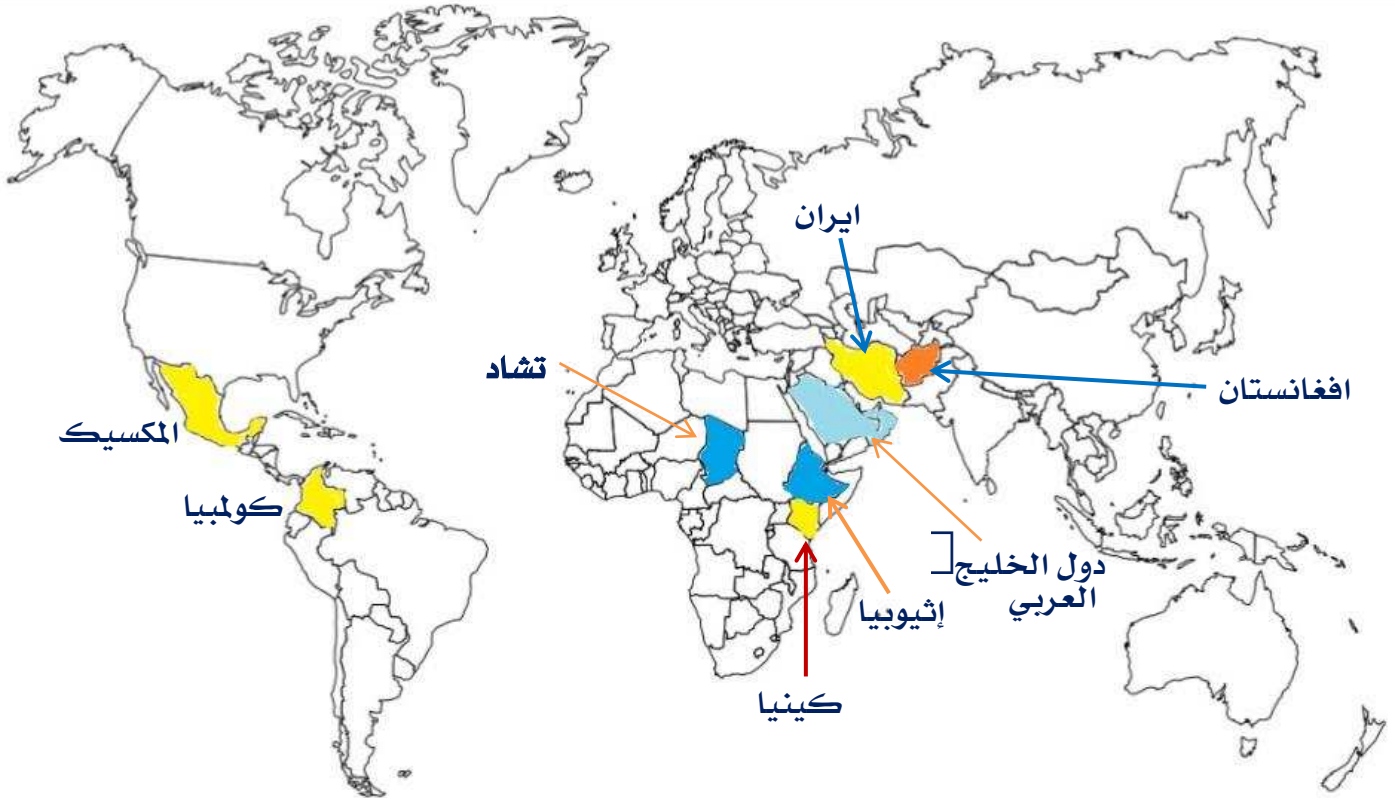 ايران
تشاد
افغانستان
المكسيك
كولمبيا
دول الخليج
العربي
إثيوبيا
كينيا